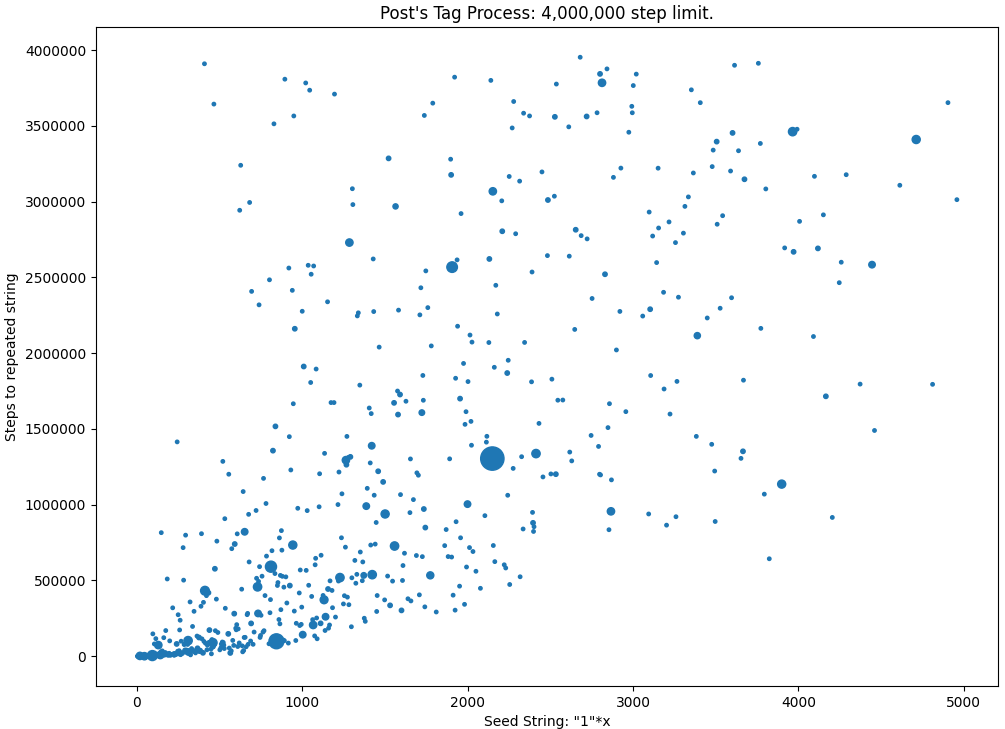 Post's Tag Process: 4,000,000 step limit.
4000000
3500000
3000000
2500000
2000000
1500000
1000000
500000
0
Steps to repeated string
0 1000 2000 3000 4000 5000
Seed String: "1"*x